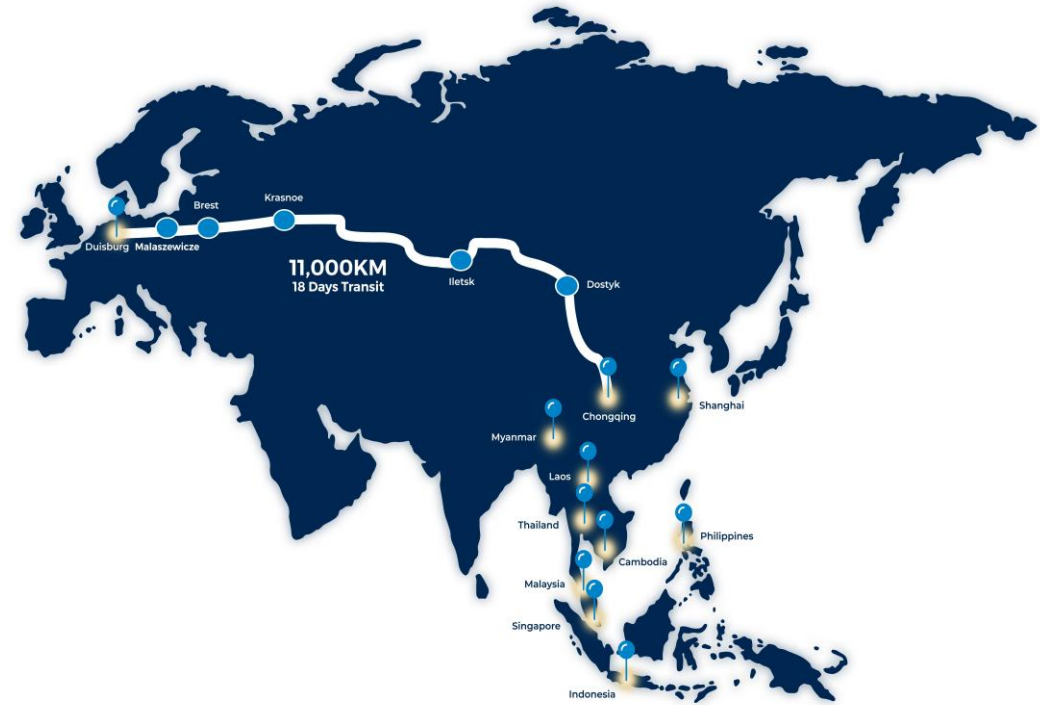 Krasnoe
Brest
Duisburg
Malaszewicze
11,000KM
18 Days Transit
Iletsk
Dostyk
Chongqing
Shanghai
Myanmar
Laos
Thailand
Philippines
Cambodia
Malaysia
Singapore
Indonesia